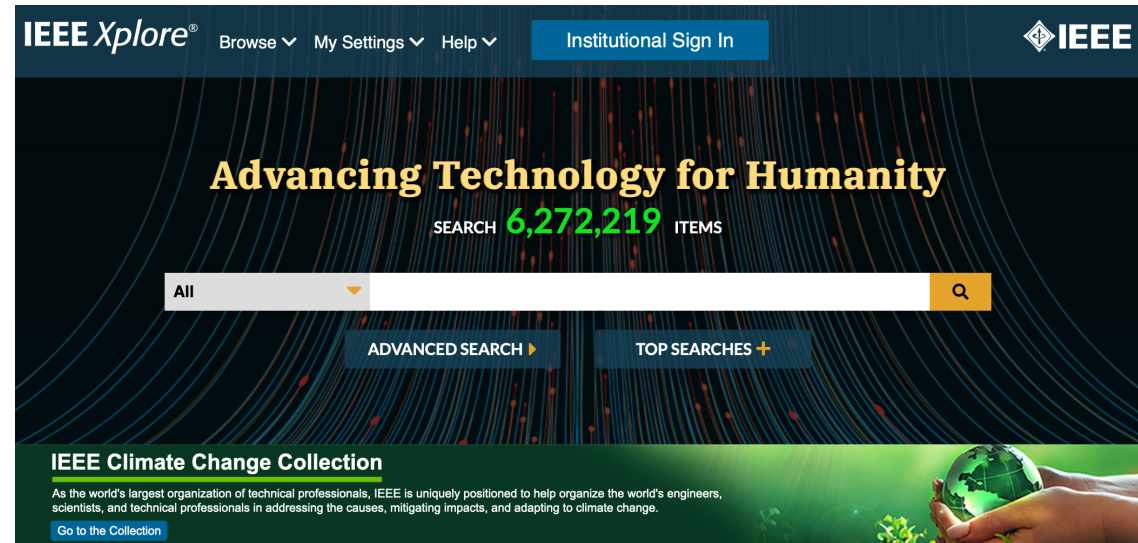 IEEE Xplore® Browse My Settings Help Institutional Sign In IEEE
Advancing Technology for Humanity
SEARCH 6,272,219 ITEMS
All
ADVANCED SEARCH TOP SEARCHES +
IEEE Climate Change Collection
As the world's largest organization of technical professionals, IEEE is uniquely positioned to help organize the world's engineers,
scientists, and technical professionals in addressing the causes, mitigating impacts, and adapting to climate change.
Go to the Collection